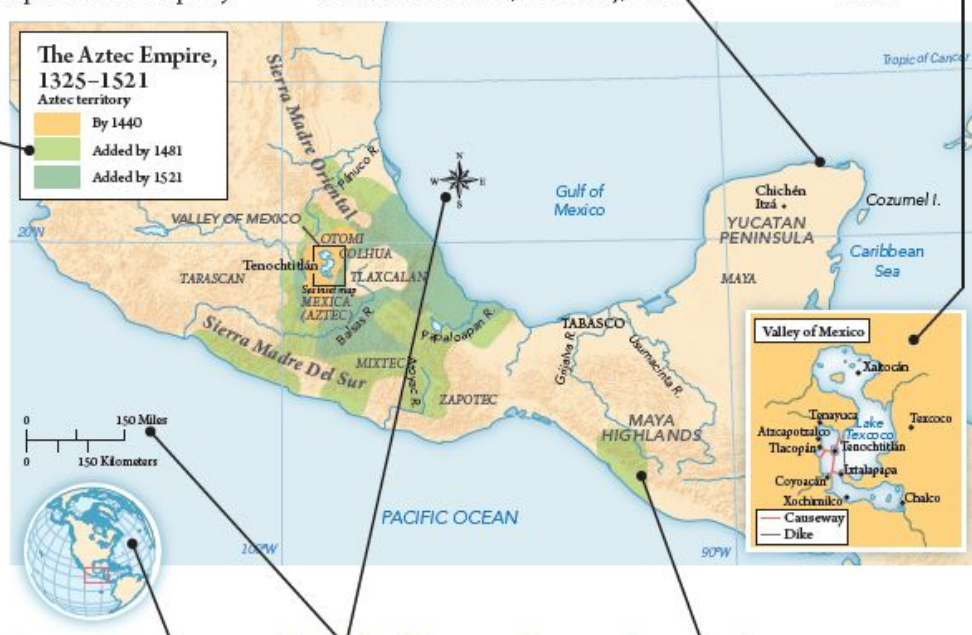 The Aztec Empire,
1325–1521
Aztec territory
By 1440
Added by 1481
Added by 1521
Tropic of Cancer
Sierra Madre Oriental
Pánuco R.
N
W
E
S
Gulf of
Mexico
Chichén
Itzá
Cozumel I.
YUCATAN
PENINSULA
VALLEY OF MEXICO
20°N
OTOMI
COLHUA
Caribbean
Sea
Tenochtitlán
TLAXCALAN
TARASCAN
MAYA
See inset map
MEXICA
(AZTEC)
Balsas R.
Papaloapan R.
TABASCO
Sierra Madre Del Sur
MIXTEC
Atoyac R.
Grijalva R.
Usumacinta R.
ZAPOTEC
MAYA
HIGHLANDS
0
150 Miles
0
150 Kilometers
PACIFIC OCEAN
100°W
90°W
Valley of Mexico
Xaltocán
Tenayuca
Lake
Texcoco
Texcoco
Atzcapotzalco
Tlacopán
Tenochtitlán
Ixtalapapa
Coyoacán
Xochimilco
Chalco
Causeway
Dike